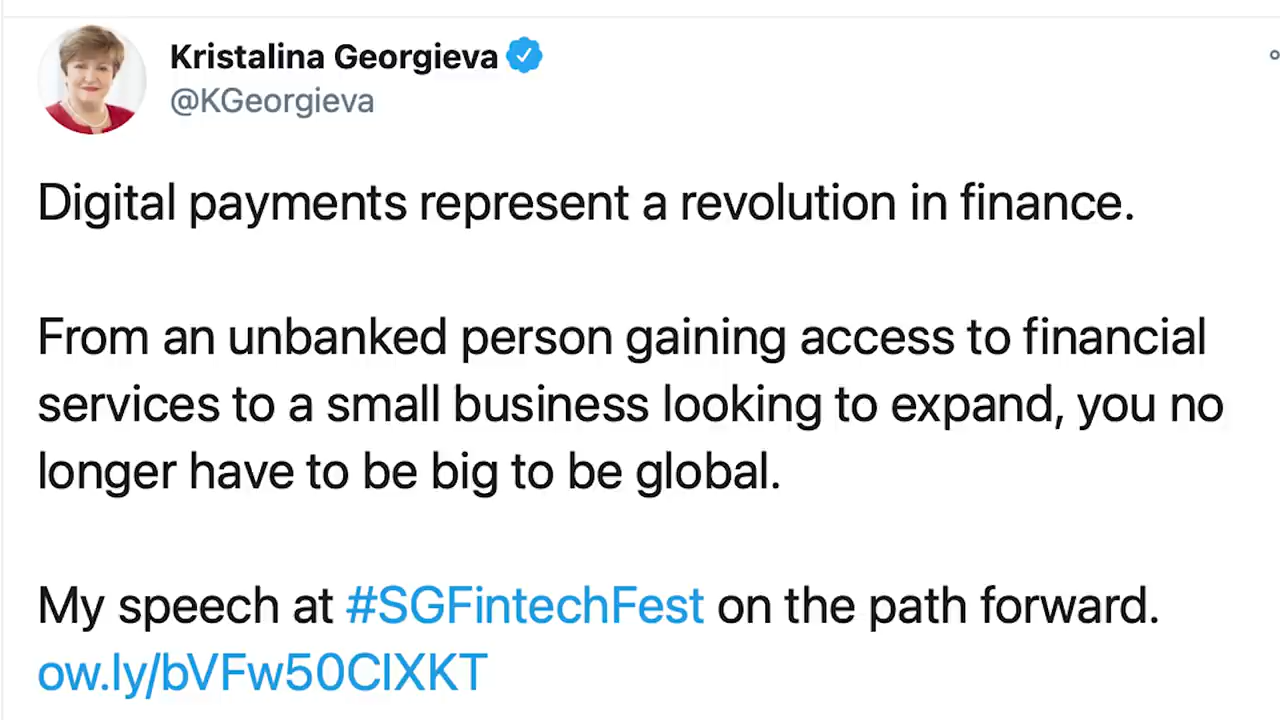 Kristalina Georgieva
@KGeorgieva
Digital payments represent a revolution in finance.
From an unbanked person gaining access to financial
services to a small business looking to expand, you no
longer have to be big to be global.
My speech at #SGFintechFest on the path forward.
ow.ly/bVFw50ClXKT